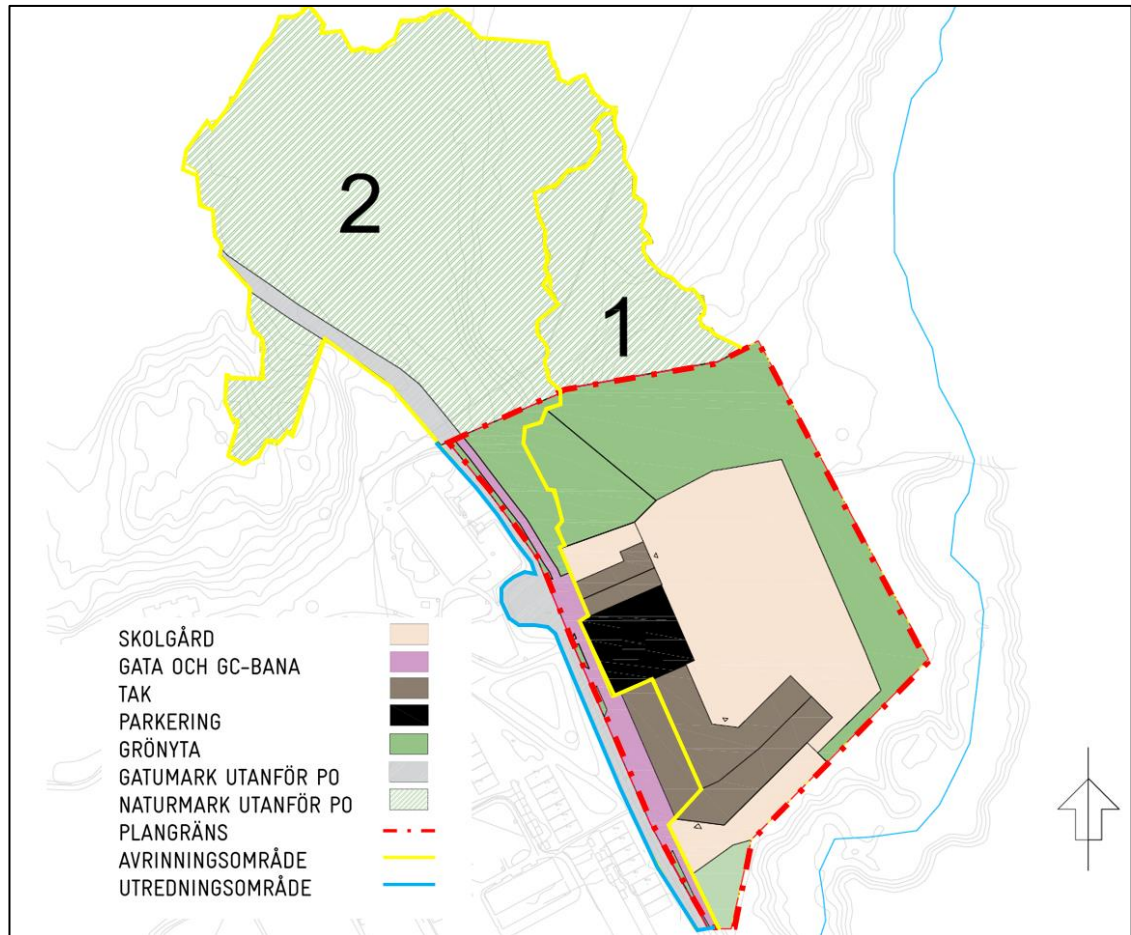 2
1
SKOLGÅRD
GATA OCH GC-BANA
TAK
PARKERING
GRÖNYTA
GATUMARK UTANFÖR PO
NATURMARK UTANFÖR PO
PLANGRÄNS
AVRINNINGSOMRÅDE
UTREDNINGSOMRÅDE